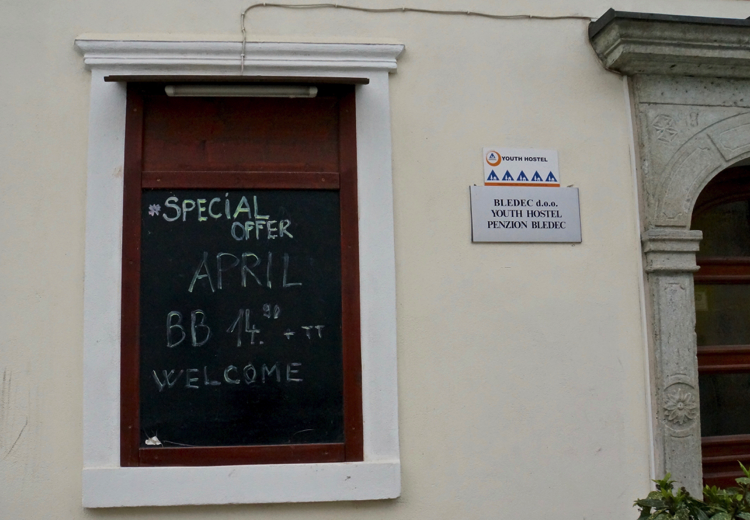 *SPECIAL
OFFER
APRIL
BB 14.90 + TT
WELCOME
YOUTH HOSTEL
BLEDEC d.o.o.
YOUTH HOSTEL
PENZION BLEDEC